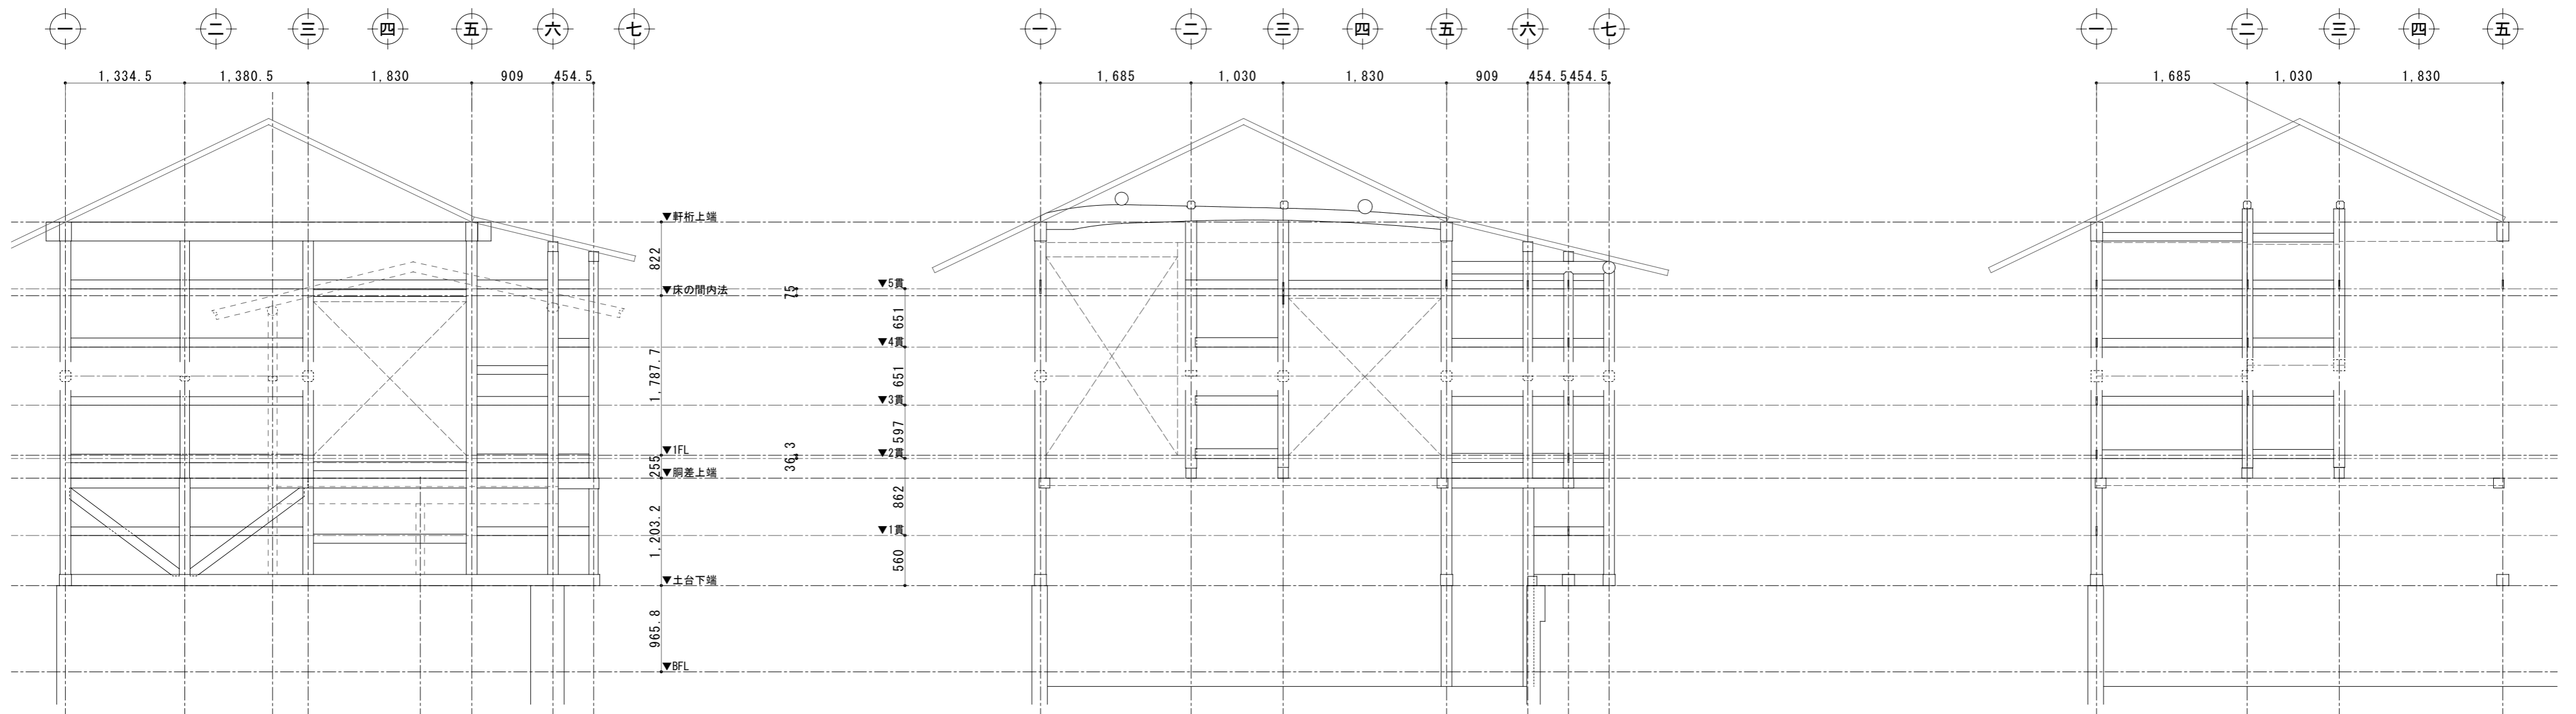 一 二 三 四 五 六 七
一 二 三 四 五 六 七
一 二 三 四 五
1,334.5 1,380.5 1,830 909 454.5
1,685 1,030 1,830 909 454.5 454.5
1,685 1,030 1,830
▼軒桁上端
822
▼床の間内法
1,787.7
▼1FL
255
▼胴差上端
1,203.2
▼土台下端
965.8
▼BFL
75
36.3
▼5貫
651
▼4貫
651
▼3貫
597
▼2貫
862
▼1貫
560